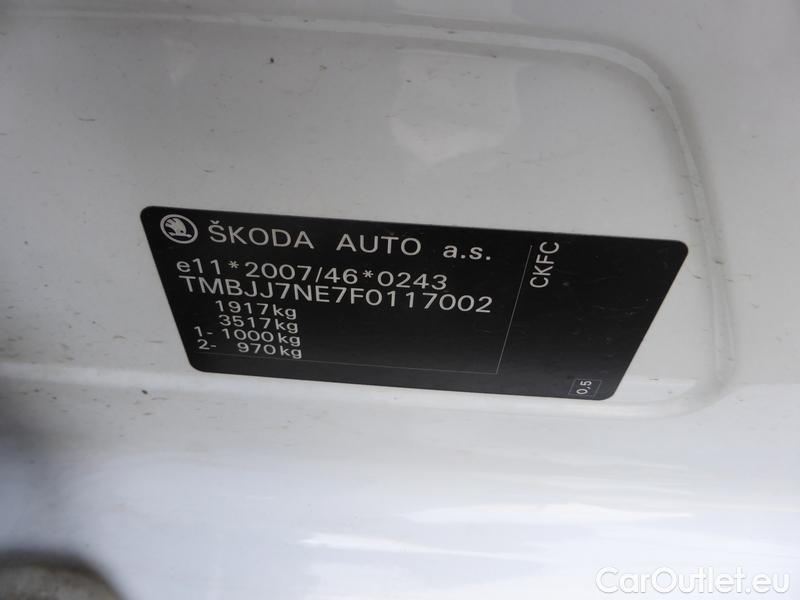 ŠKODA AUTO a.s.
e11*2007/46*0243
TMBJJ7NE7F0117002
1917kg
3517kg
1- 1000kg
2- 970kg
CKFC
0,5
CarOutlet.eu